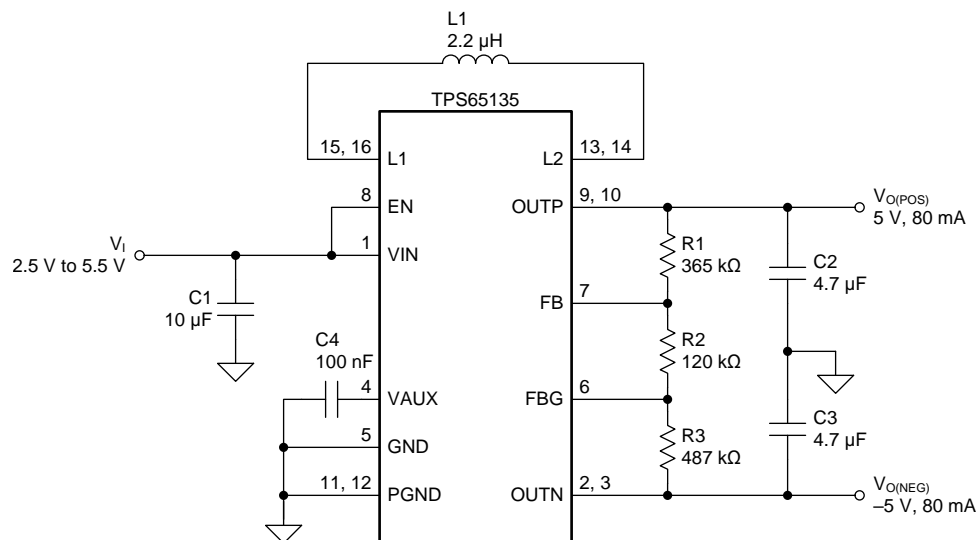 L1
2.2 µH
TPS65135
15, 16
L1
L2
13, 14
8
EN
OUTP
9, 10
VO(POS)
5 V, 80 mA
VI
2.5 V to 5.5 V
1
VIN
R1
365 kΩ
C2
4.7 µF
C1
10 µF
FB
7
C4
100 nF
R2
120 kΩ
4
VAUX
FBG
6
5
GND
R3
487 kΩ
C3
4.7 µF
11, 12
PGND
OUTN
2, 3
VO(NEG)
–5 V, 80 mA